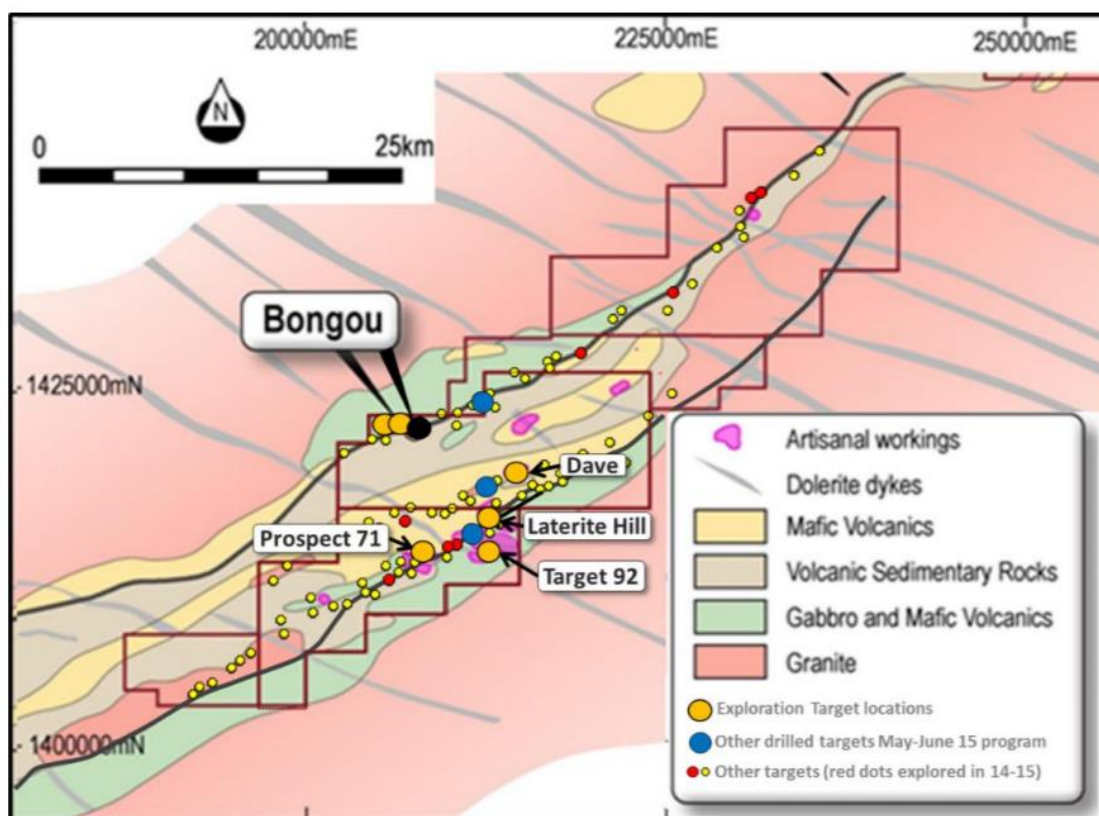 200000mE
225000mE
250000mE
N
0
25km
Bongou
1425000mN
Dave
Laterite Hill
Prospect 71
Target 92
1400000mN
Artisanal workings
Dolerite dykes
Mafic Volcanics
Volcanic Sedimentary Rocks
Gabbro and Mafic Volcanics
Granite
Exploration Target locations
Other drilled targets May-June 15 program
Other targets (red dots explored in 14-15)